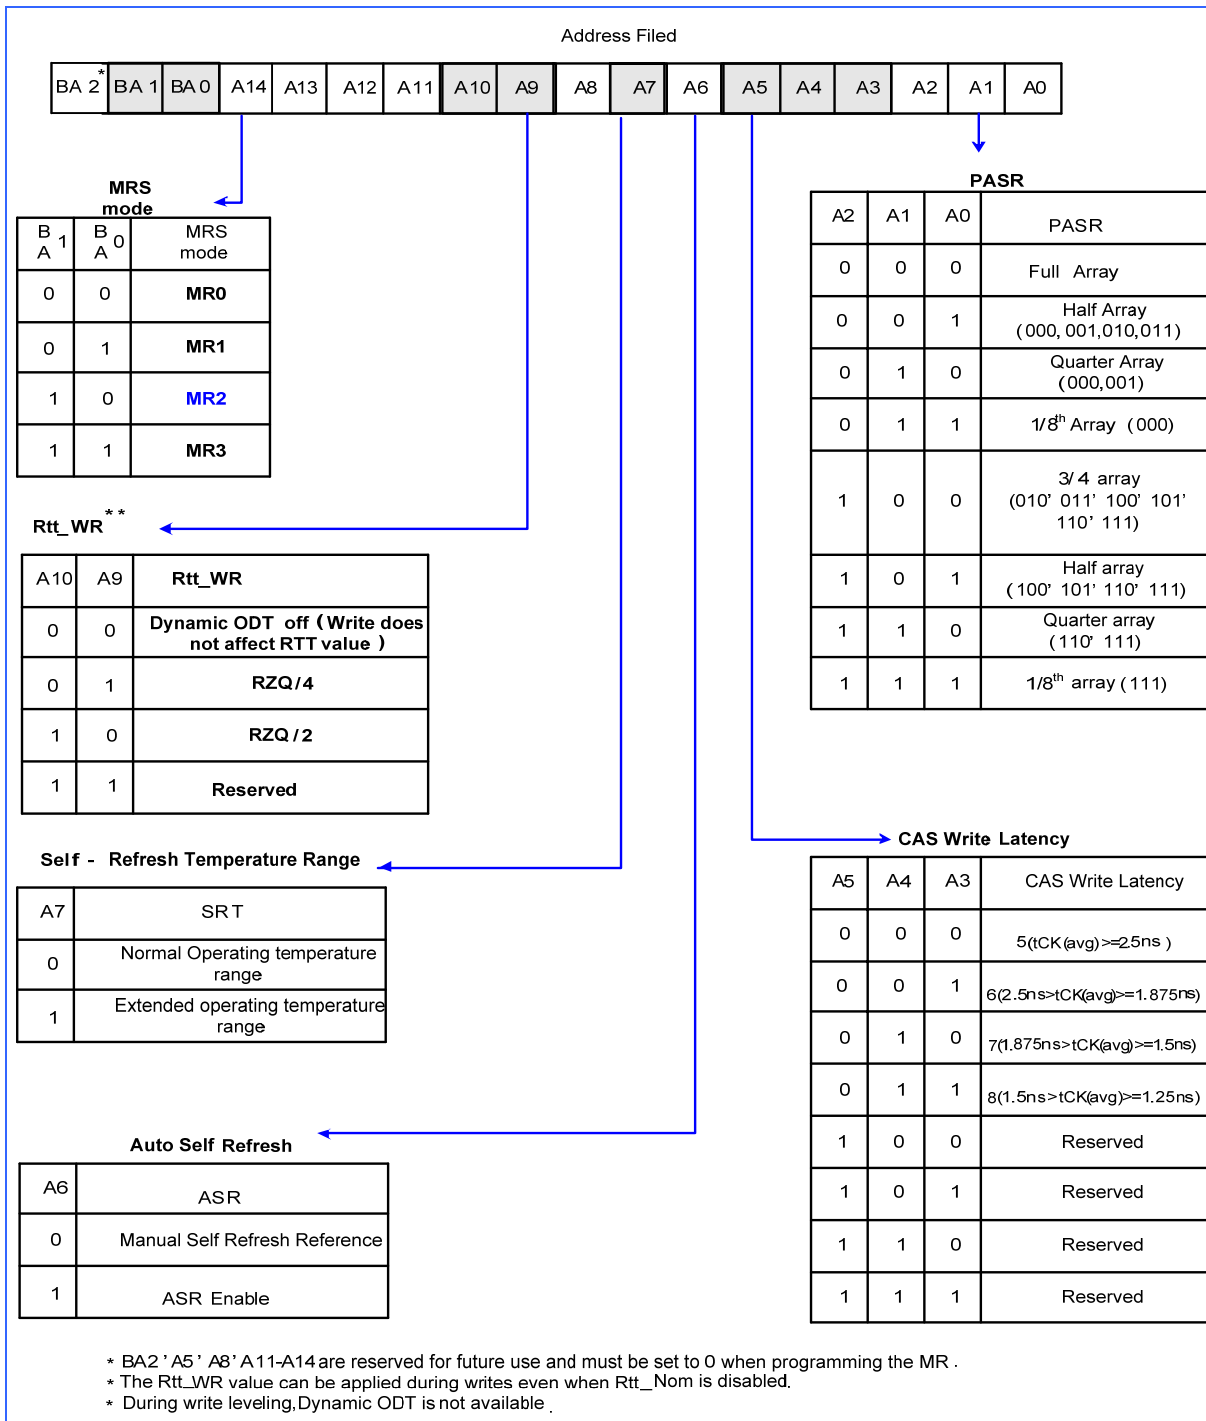 Address Filed
BA 2* BA 1 BA 0 A14 A13 A12 A11 A10 A9 A8 A7 A6 A5 A4 A3 A2 A1 A0
MRS
mode
BA 1 BA 0 MRS mode
0 0 MR0
0 1 MR1
1 0 MR2
1 1 MR3
Rtt_WR**
A10 A9 Rtt_WR
0 0 Dynamic ODT off (Write does
not affect RTT value)
0 1 RZQ/4
1 0 RZQ/2
1 1 Reserved
Self - Refresh Temperature Range
A7 SRT
0 Normal Operating temperature
range
1 Extended operating temperature
range
Auto Self Refresh
A6 ASR
0 Manual Self Refresh Reference
1 ASR Enable
PASR
A2 A1 A0 PASR
0 0 0 Full Array
0 0 1 Half Array
(000, 001,010,011)
0 1 0 Quarter Array
(000,001)
0 1 1 1/8th Array (000)
1 0 0 3/4 array
(010' 011' 100' 101'
110' 111)
1 0 1 Half array
(100' 101' 110' 111)
1 1 0 Quarter array
(110' 111)
1 1 1 1/8th array (111)
CAS Write Latency
A5 A4 A3 CAS Write Latency
0 0 0 5(tCK(avg)>=2.5ns)
0 0 1 6(2.5ns>tCK(avg)>=1.875ns)
0 1 0 7(1.875ns>tCK(avg)>=1.5ns)
0 1 1 8(1.5ns>tCK(avg)>=1.25ns)
1 0 0 Reserved
1 0 1 Reserved
1 1 0 Reserved
1 1 1 Reserved
* BA2 ' A5 ' A8 ' A11-A14 are reserved for future use and must be set to 0 when programming the MR.
* The Rtt_WR value can be applied during writes even when Rtt_Nom is disabled.
* During write leveling,Dynamic ODT is not available.